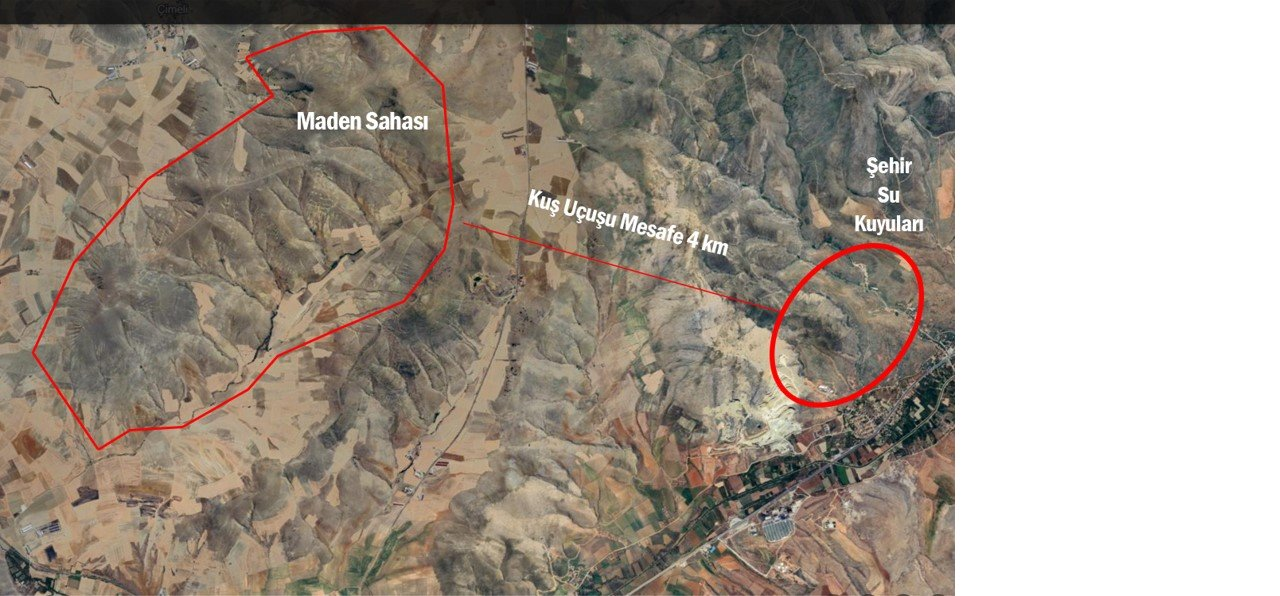 Çimeli
Maden Sahası
Kuş Uçuşu Mesafe 4 km
Şehir
Su
Kuyuları